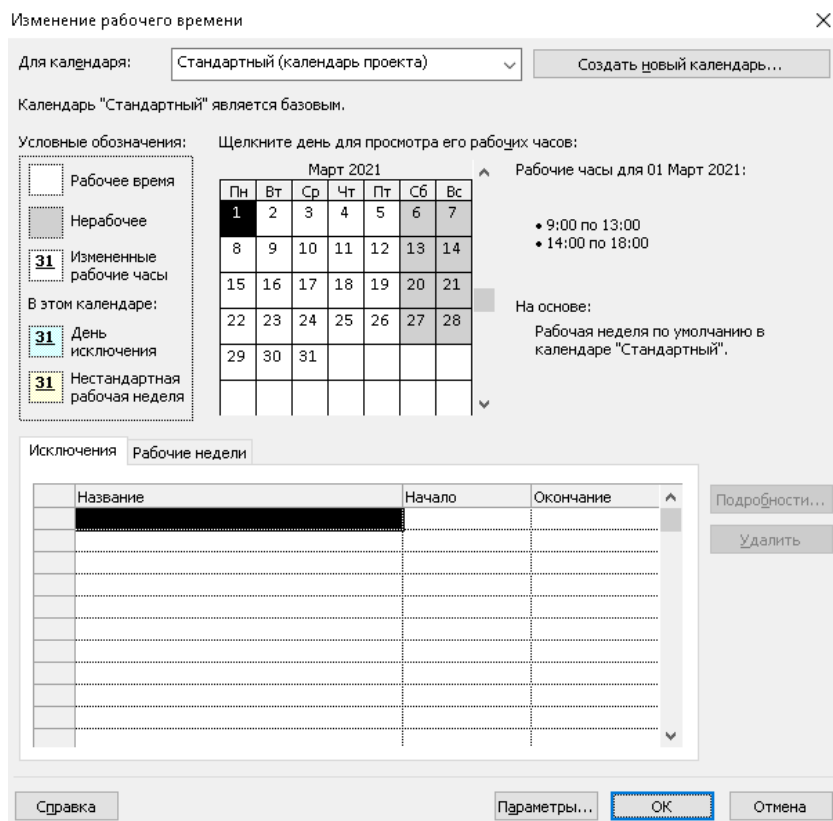 Изменение рабочего времени
Для календаря:
Стандартный (календарь проекта)
Создать новый календарь...
Календарь "Стандартный" является базовым.
Условные обозначения:
Рабочее время
Нерабочее
31 Измененные
рабочие часы
В этом календаре:
31 День
исключения
31 Нестандартная
рабочая неделя
Щелкните день для просмотра его рабочих часов:
Март 2021
Пн Вт Ср Чт Пт Сб Вс
1 2 3 4 5 6 7
8 9 10 11 12 13 14
15 16 17 18 19 20 21
22 23 24 25 26 27 28
29 30 31
Рабочие часы для 01 Март 2021:
• 9:00 по 13:00
• 14:00 по 18:00
На основе:
Рабочая неделя по умолчанию в
календаре "Стандартный".
Исключения Рабочие недели
Название Начало Окончание
Подробности...
Удалить
Справка Параметры... ОК Отмена